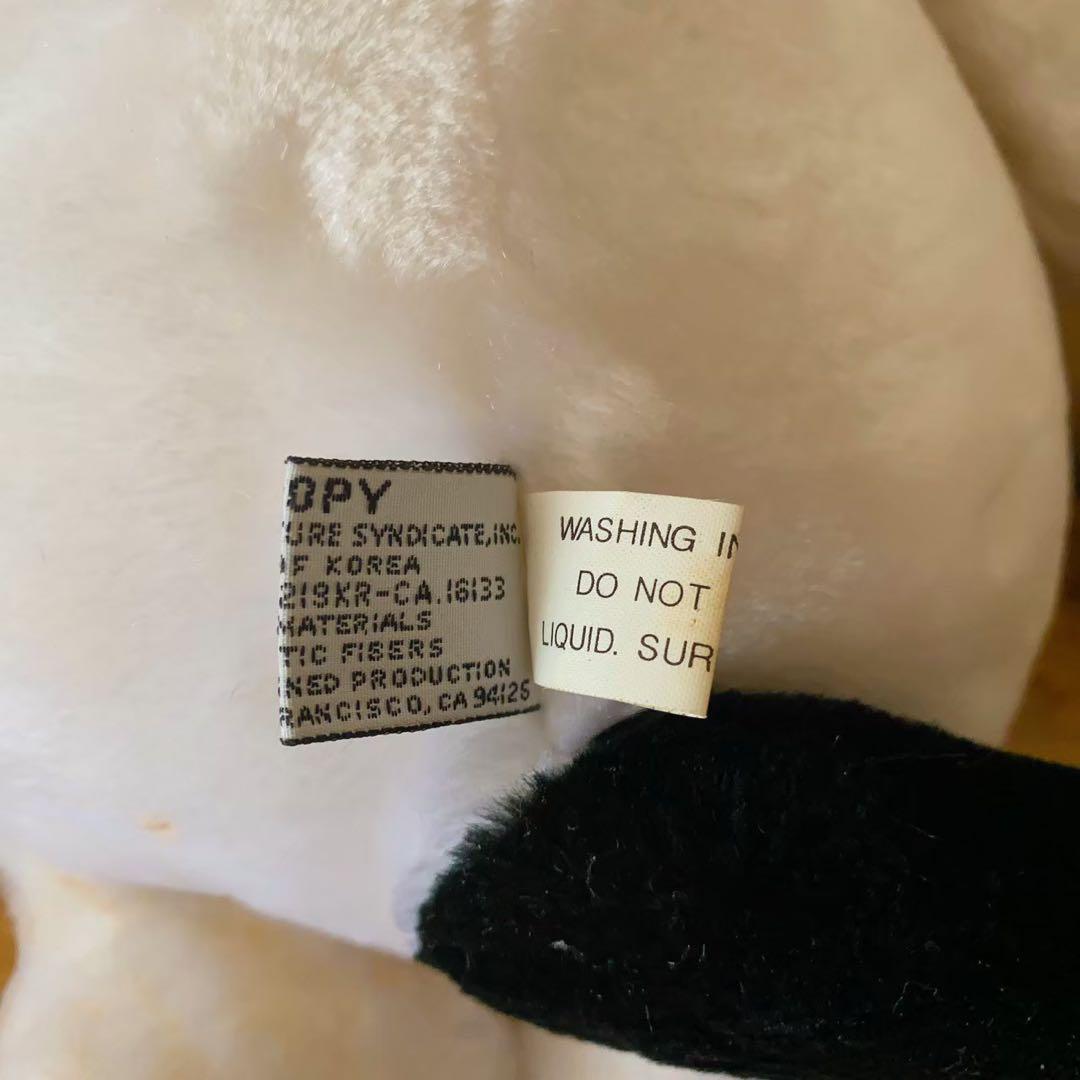 OPY
URE SYNDICATE, INC.
F KOREA
219KR-CA.16133
MATERIALS
TIC FIBERS
NED PRODUCTION
RANCISCO, CA 94126
WASHING IN
DO NOT
LIQUID. SUR